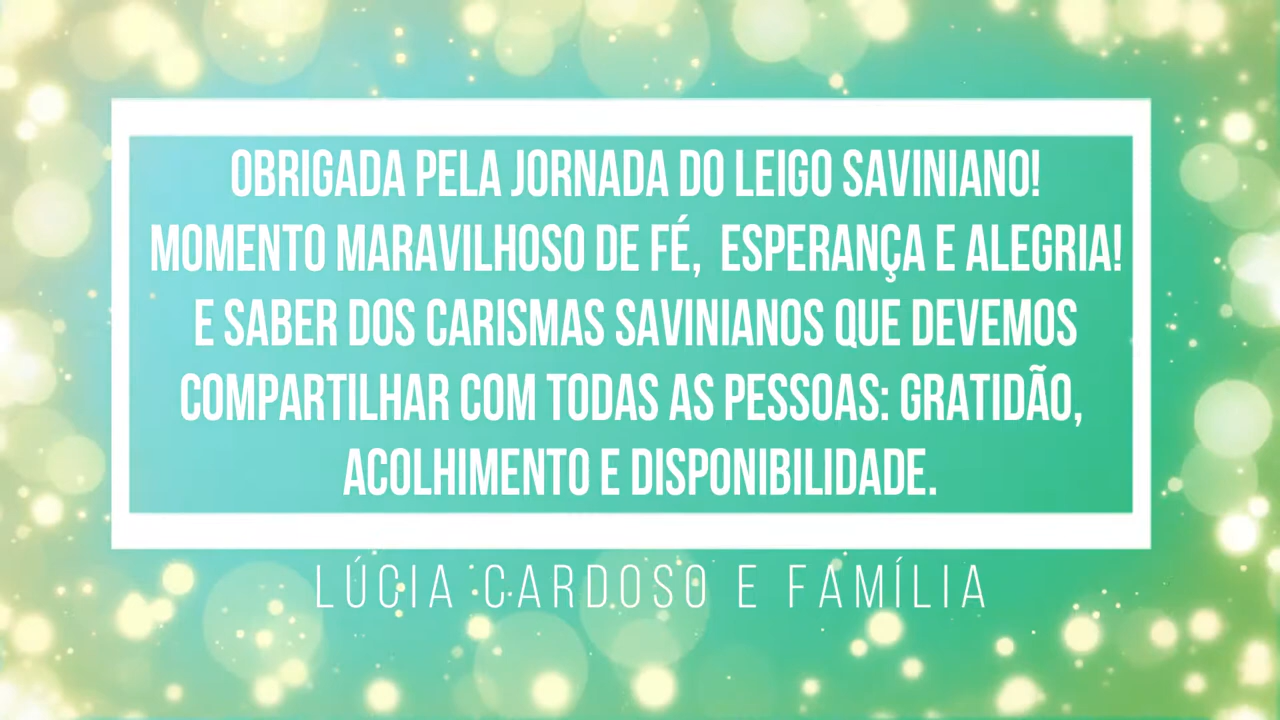 OBRIGADA PELA JORNADA DO LEIGO SAVINIANO!
MOMENTO MARAVILHOSO DE FÉ, ESPERANÇA E ALEGRIA!
E SABER DOS CARISMAS SAVINIANOS QUE DEVEMOS
COMPARTILHAR COM TODAS AS PESSOAS: GRATIDÃO,
ACOLHIMENTO E DISPONIBILIDADE.
LÚCIA CARDOSO E FAMÍLIA